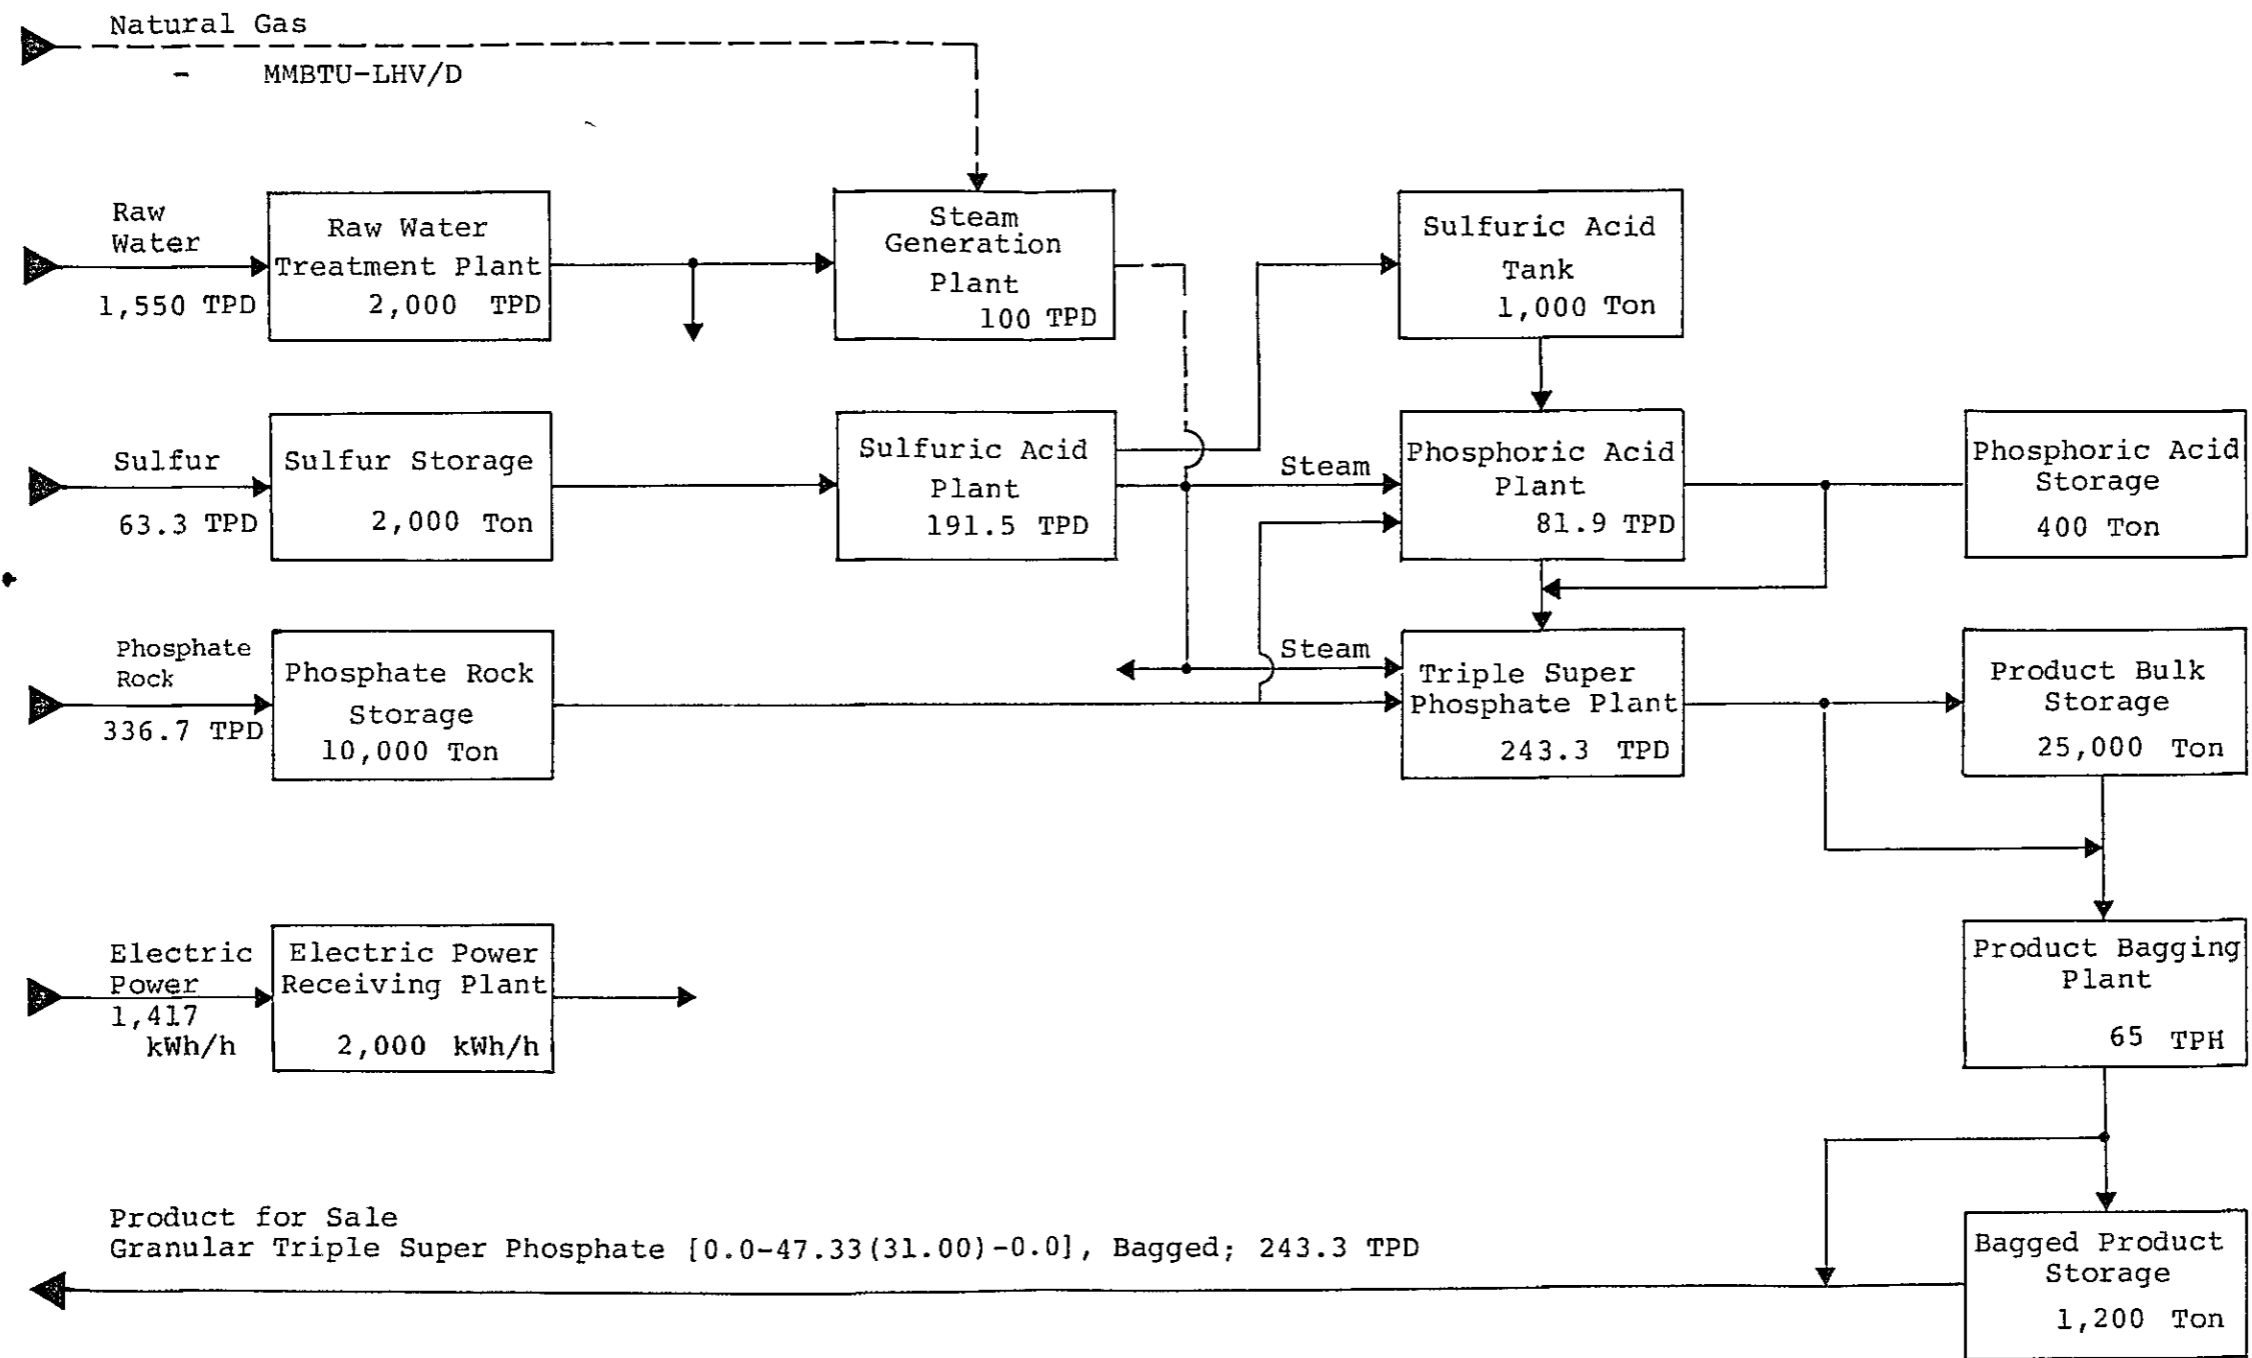 Natural Gas
- MMBTU-LHV/D
Raw
Water
1,550 TPD
Raw Water
Treatment Plant
2,000 TPD
Steam
Generation
Plant
100 TPD
Sulfuric Acid
Tank
1,000 Ton
Sulfur
63.3 TPD
Sulfur Storage
2,000 Ton
Sulfuric Acid
Plant
191.5 TPD
Steam
Phosphoric Acid
Plant
81.9 TPD
Phosphoric Acid
Storage
400 Ton
Phosphate
Rock
336.7 TPD
Phosphate Rock
Storage
10,000 Ton
Steam
Triple Super
Phosphate Plant
243.3 TPD
Product Bulk
Storage
25,000 Ton
Electric
Power
1,417
kWh/h
Electric Power
Receiving Plant
2,000 kWh/h
Product Bagging
Plant
65 TPH
Product for Sale
Granular Triple Super Phosphate [0.0-47.33(31.00)-0.0], Bagged; 243.3 TPD
Bagged Product
Storage
1,200 Ton